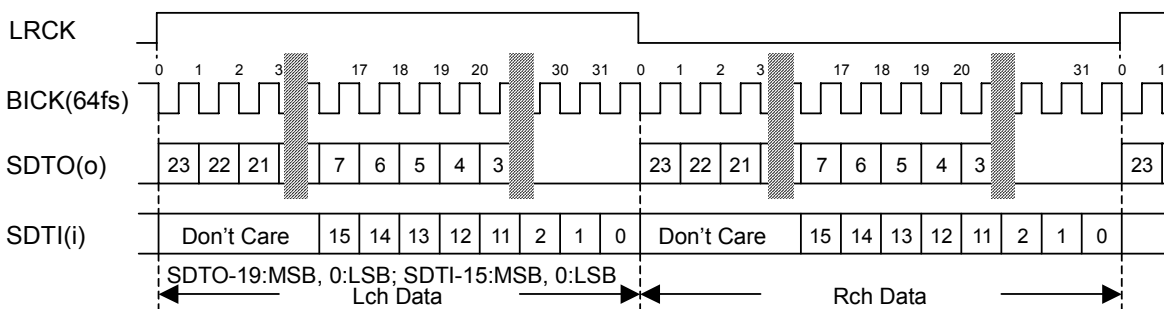 LRCK
0 1 2 3 17 18 19 20 30 31 0 1 2 3 17 18 19 20 31 0 1
BICK(64fs)
SDTO(o) 23 22 21 7 6 5 4 3 23 22 21 7 6 5 4 3 23
SDTI(i) Don't Care 15 14 13 12 11 2 1 0 Don't Care 15 14 13 12 11 2 1 0
SDTO-19:MSB, 0:LSB; SDTI-15:MSB, 0:LSB
Lch Data Rch Data